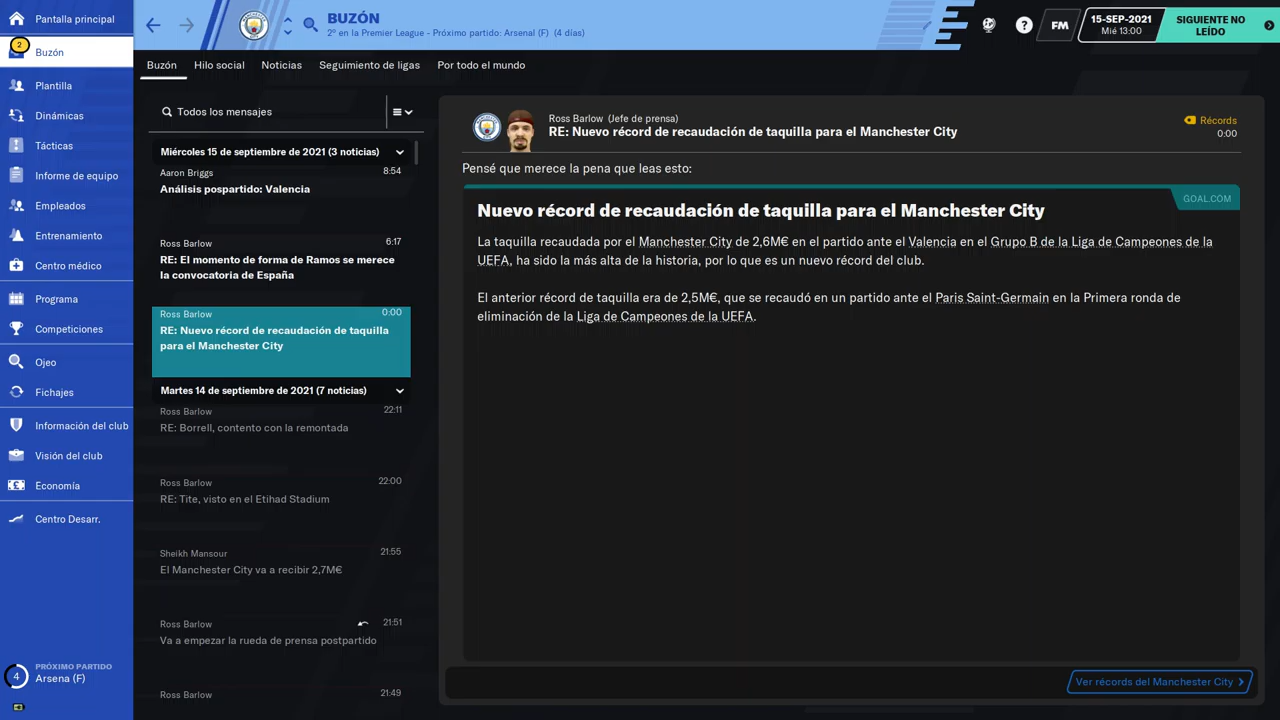 Pantalla principal
2
Buzón
Plantilla
Dinámicas
Tácticas
Informe de equipo
Empleados
Entrenamiento
Centro médico
Programa
Competiciones
Ojeo
Fichajes
Información del club
Visión del club
Economía
Centro Desarr.
4
PRÓXIMO PARTIDO
Arsena (F)
BUZÓN
2º en la Premier League - Próximo partido: Arsenal (F) (4 días)
?
FM
15-SEP-2021
Mié 13:00
SIGUIENTE NO
LEÍDO
Buzón Hilo social Noticias Seguimiento de ligas Por todo el mundo
Todos los mensajes
Miércoles 15 de septiembre de 2021 (3 noticias)
Aaron Briggs 8:54
Análisis pospartido: Valencia
Ross Barlow 6:17
RE: El momento de forma de Ramos se merece
la convocatoria de España
Ross Barlow 0:00
RE: Nuevo récord de recaudación de taquilla
para el Manchester City
Martes 14 de septiembre de 2021 (7 noticias)
Ross Barlow 22:11
RE: Borrell, contento con la remontada
Ross Barlow 22:00
RE: Tite, visto en el Etihad Stadium
Sheikh Mansour 21:55
El Manchester City va a recibir 2,7M€
Ross Barlow 21:51
Va a empezar la rueda de prensa postpartido
Ross Barlow 21:49
Ross Barlow (Jefe de prensa)
RE: Nuevo récord de recaudación de taquilla para el Manchester City
Récords
0:00
Pensé que merece la pena que leas esto:
GOAL.COM
Nuevo récord de recaudación de taquilla para el Manchester City
La taquilla recaudada por el Manchester City de 2,6M€ en el partido ante el Valencia en el Grupo B de la Liga de Campeones de la
UEFA, ha sido la más alta de la historia, por lo que es un nuevo récord del club.
El anterior récord de taquilla era de 2,5M€, que se recaudó en un partido ante el Paris Saint-Germain en la Primera ronda de
eliminación de la Liga de Campeones de la UEFA.
Ver récords del Manchester City